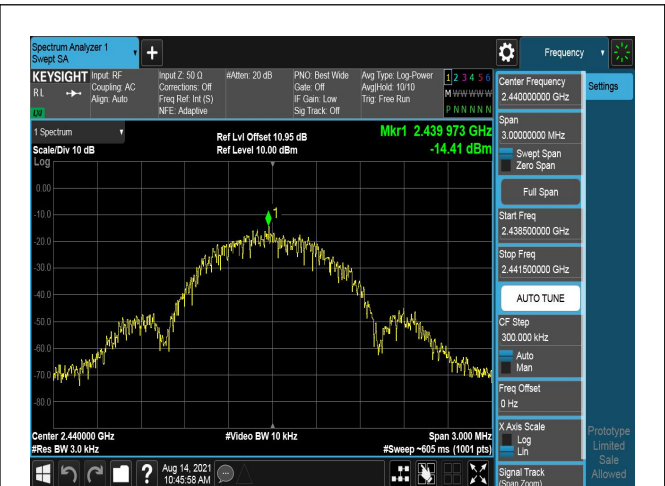 Spectrum Analyzer 1
Swept SA
+
Frequency
KEYSIGHT
RL
Input: RF
Coupling: AC
Align: Auto
Input Z: 50 Ω
Corrections: Off
Freq Ref: Int (S)
NFE: Adaptive
#Atten: 20 dB
PNO: Best Wide
Gate: Off
IF Gain: Low
Sig Track: Off
Avg Type: Log-Power
Avg|Hold: 10/10
Trig: Free Run
1 2 3 4 5 6
M W W W W W
P N N N N N
1 Spectrum
Scale/Div 10 dB
Log
Ref Lvl Offset 10.95 dB
Ref Level 10.00 dBm
Mkr1 2.439 973 GHz
-14.41 dBm
0.00
-10.0
-20.0
-30.0
-40.0
-50.0
-60.0
-70.0
-80.0
1
Center 2.440000 GHz
#Res BW 3.0 kHz
#Video BW 10 kHz
Span 3.000 MHz
#Sweep ~605 ms (1001 pts)
Center Frequency
2.440000000 GHz
Settings
Span
3.00000000 MHz
Swept Span
Zero Span
Full Span
Start Freq
2.438500000 GHz
Stop Freq
2.441500000 GHz
AUTO TUNE
CF Step
300.000 kHz
Auto
Man
Freq Offset
0 Hz
X Axis Scale
Log
Lin
Signal Track
(Span Zoom)
Prototype
Limited
Sale
Allowed
?
Aug 14, 2021
10:45:58 AM